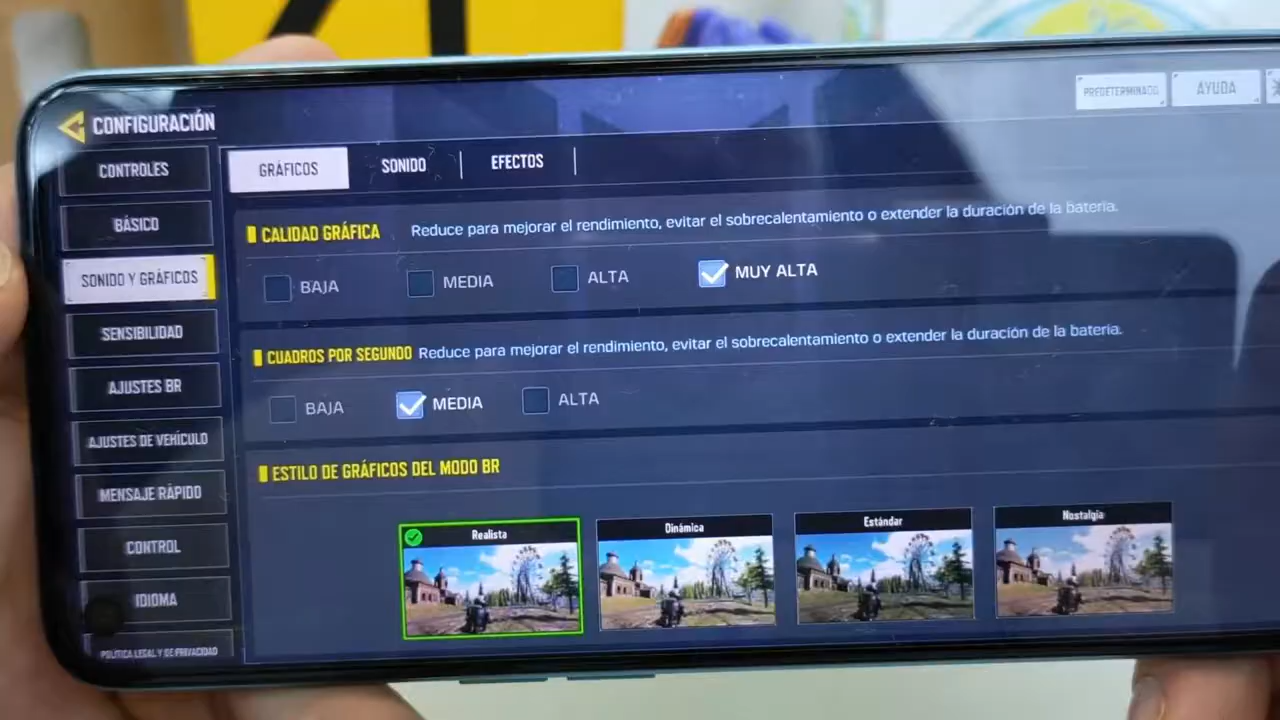 CONFIGURACIÓN
PREDETERMINADO
AYUDA
CONTROLES
BÁSICO
SONIDO Y GRÁFICOS
SENSIBILIDAD
AJUSTES BR
AJUSTES DE VEHÍCULO
MENSAJE RÁPIDO
CONTROL
IDIOMA
POLÍTICA LEGAL Y DE PRIVACIDAD
GRÁFICOS
SONIDO
EFECTOS
CALIDAD GRÁFICA
Reduce para mejorar el rendimiento, evitar el sobrecalentamiento o extender la duración de la batería.
BAJA
MEDIA
ALTA
MUY ALTA
CUADROS POR SEGUNDO
Reduce para mejorar el rendimiento, evitar el sobrecalentamiento o extender la duración de la batería.
BAJA
MEDIA
ALTA
ESTILO DE GRÁFICOS DEL MODO BR
Realista
Dinámica
Estándar
Nostalgia